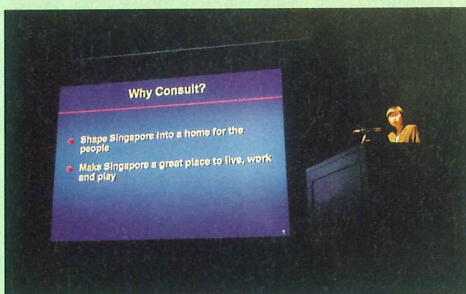 Why Consult?
Shape Singapore into a home for the
people
Make Singapore a great place to live, work
and play